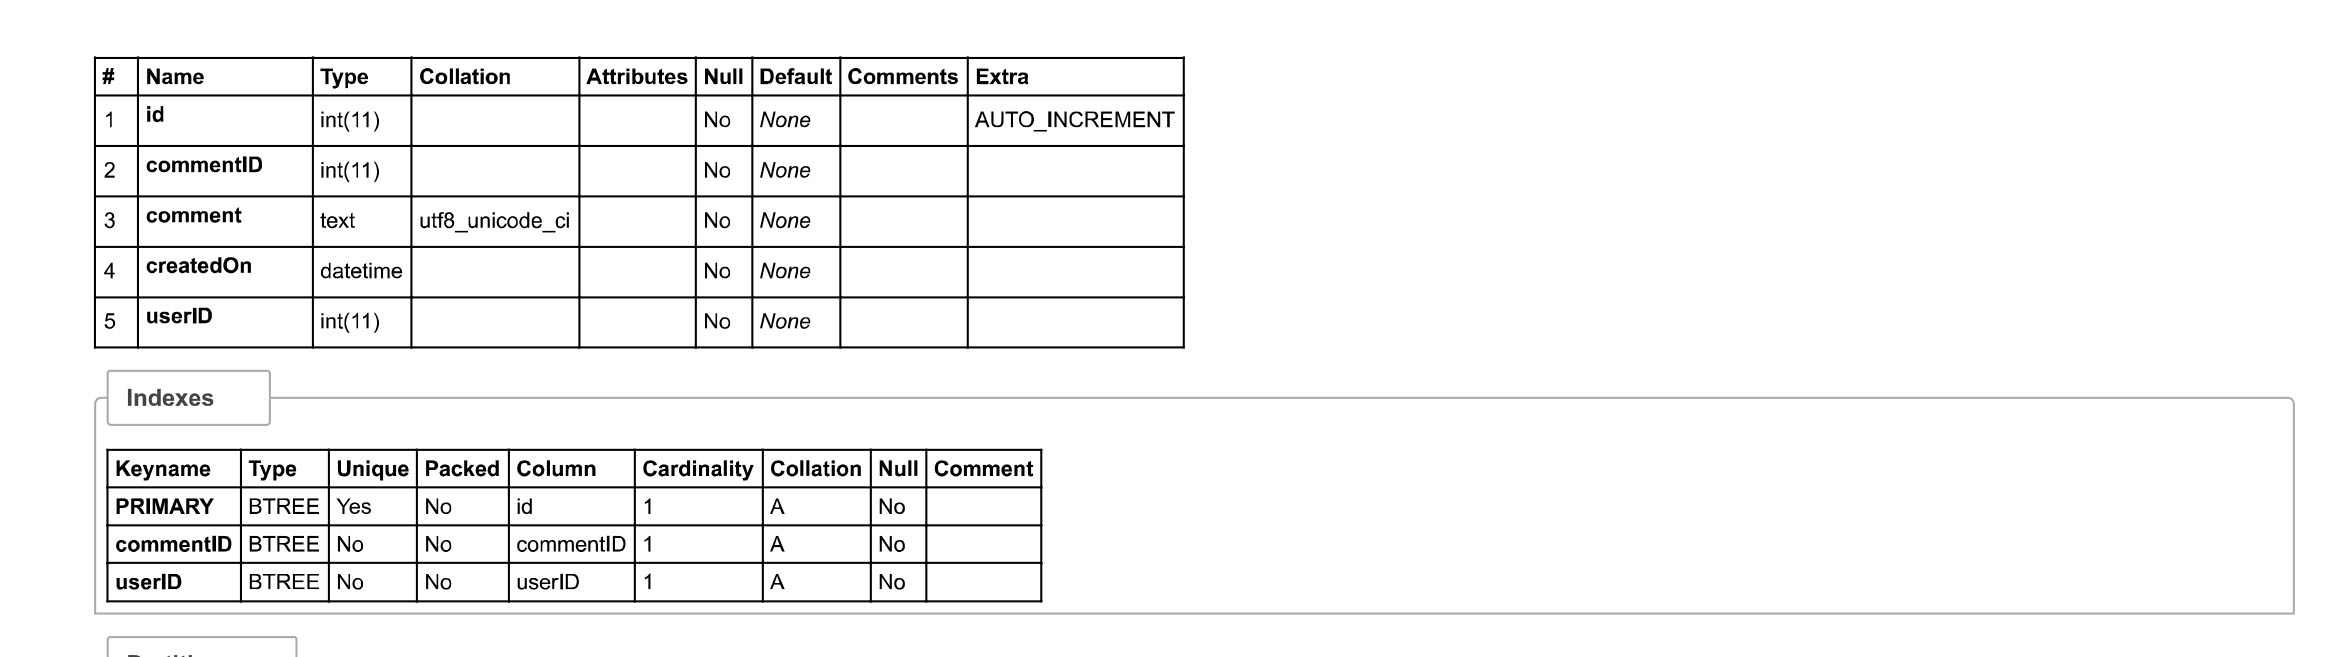 # Name Type Collation Attributes Null Default Comments Extra
1 id int(11) No None AUTO_INCREMENT
2 commentID int(11) No None
3 comment text utf8_unicode_ci No None
4 createdOn datetime No None
5 userID int(11) No None
Indexes
Keyname Type Unique Packed Column Cardinality Collation Null Comment
PRIMARY BTREE Yes No id 1 A No
commentID BTREE No No commentID 1 A No
userID BTREE No No userID 1 A No